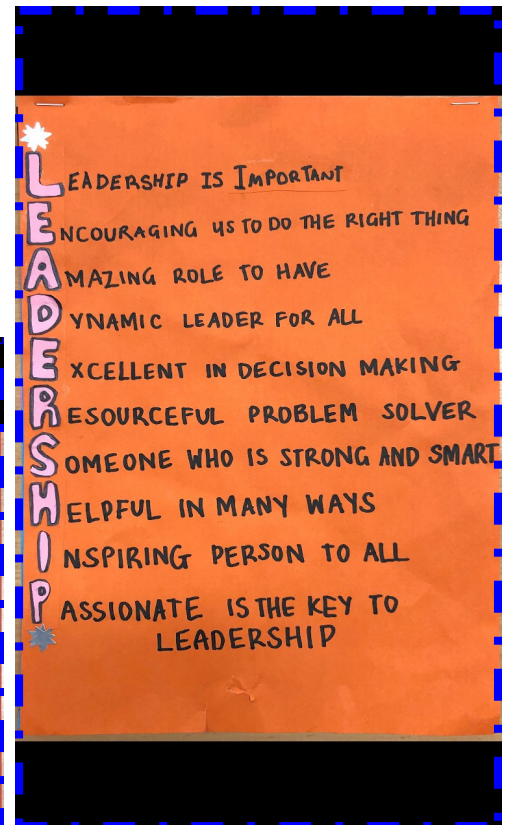 LEADERSHIP IS IMPORTANT
ENCOURAGING US TO DO THE RIGHT THING
AMAZING ROLE TO HAVE
DYNAMIC LEADER FOR ALL
EXCELLENT IN DECISION MAKING
RESOURCEFUL PROBLEM SOLVER
SOMEONE WHO IS STRONG AND SMART
HELPFUL IN MANY WAYS
INSPIRING PERSON TO ALL
PASSIONATE IS THE KEY TO
LEADERSHIP